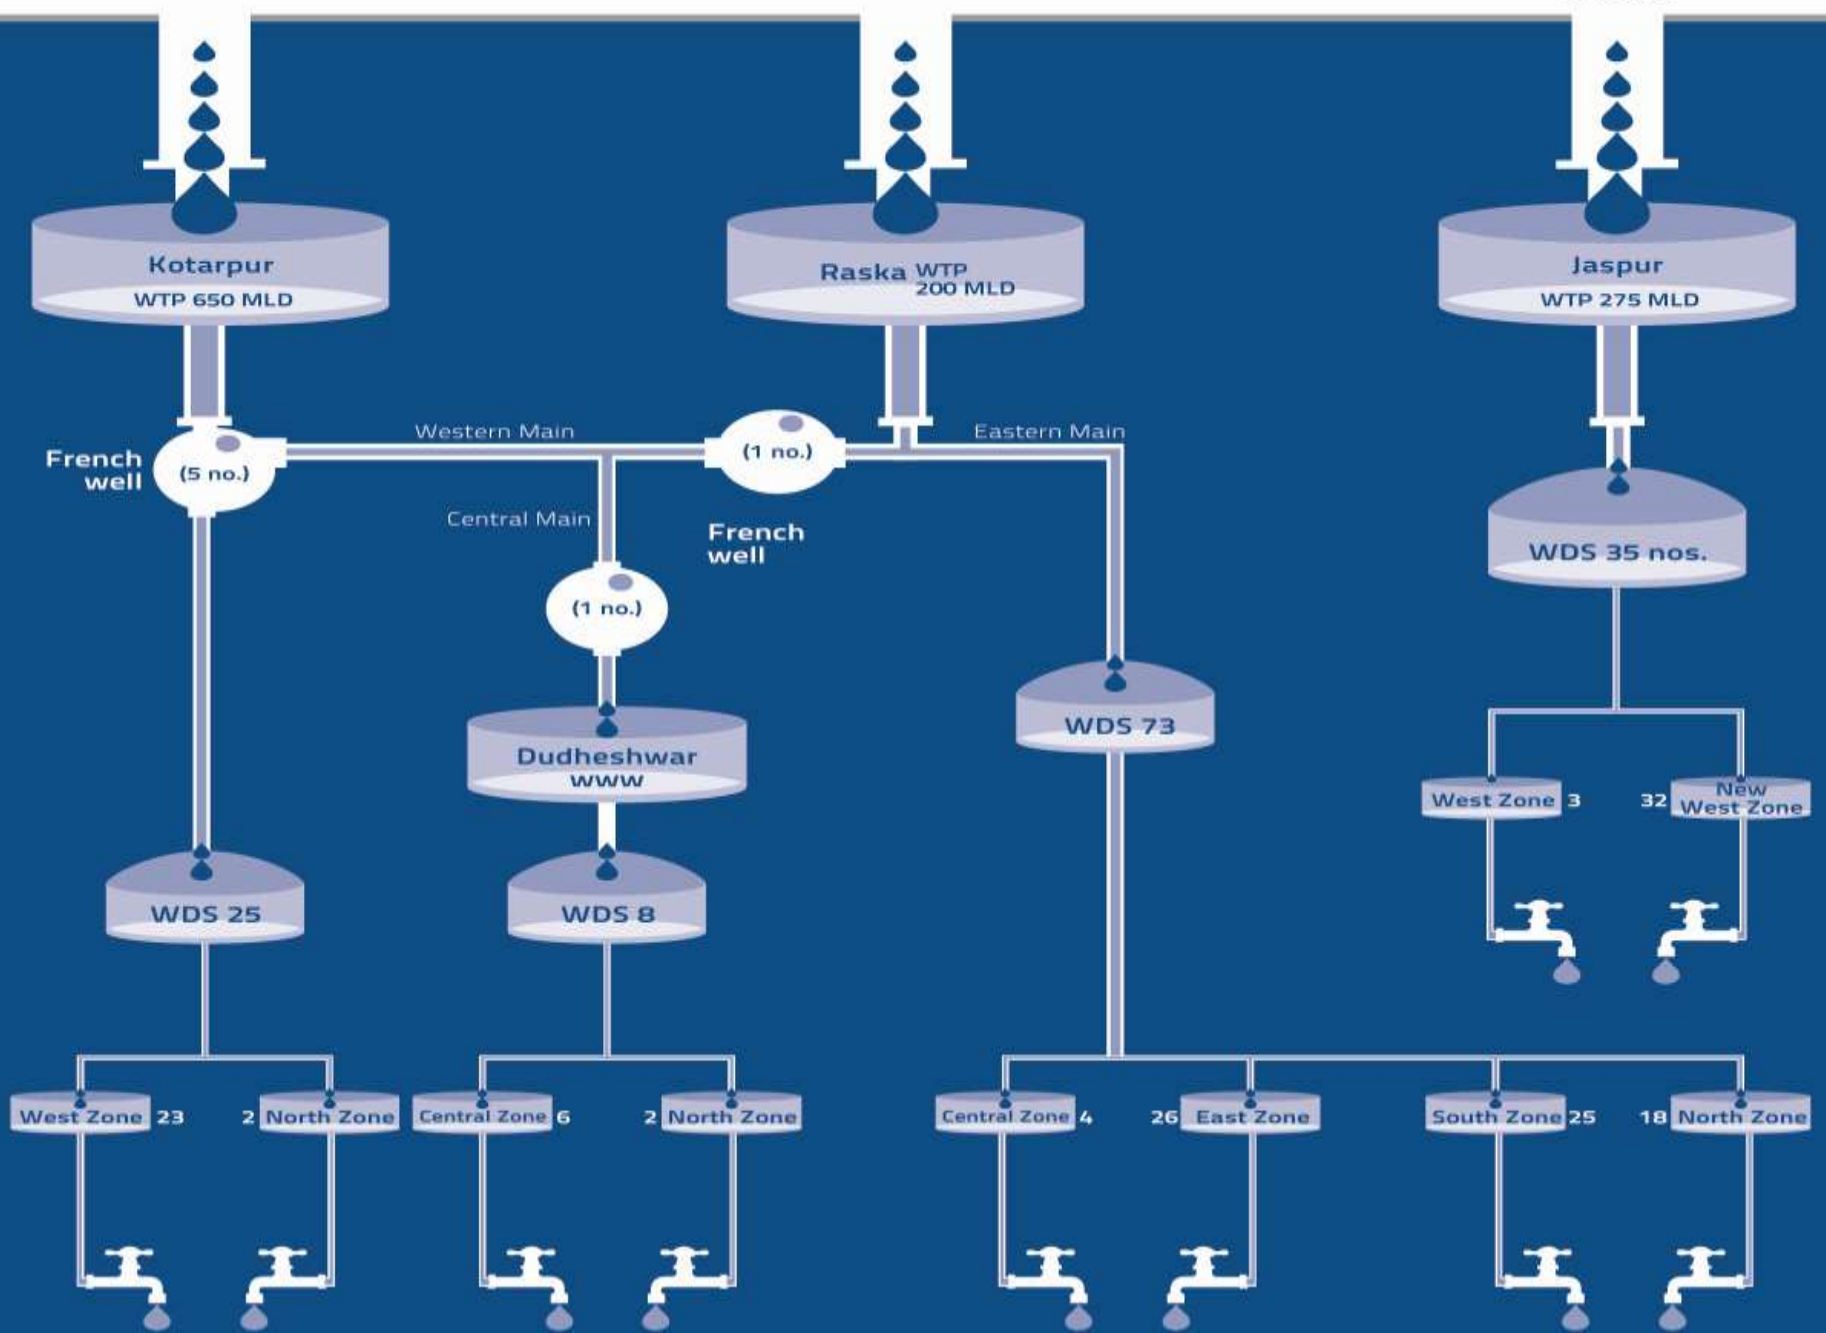 Kotarpur
WTP 650 MLD
Raska WTP
200 MLD
Jaspur
WTP 275 MLD
Western Main
Eastern Main
French
well
(5 no.)
(1 no.)
Central Main
French
well
(1 no.)
WDS 35 nos.
WDS 73
Dudheshwar
WWW
West Zone 3
32 New
West Zone
WDS 25
WDS 8
West Zone 23
2 North Zone
Central Zone 6
2 North Zone
Central Zone 4
26 East Zone
South Zone 25
18 North Zone